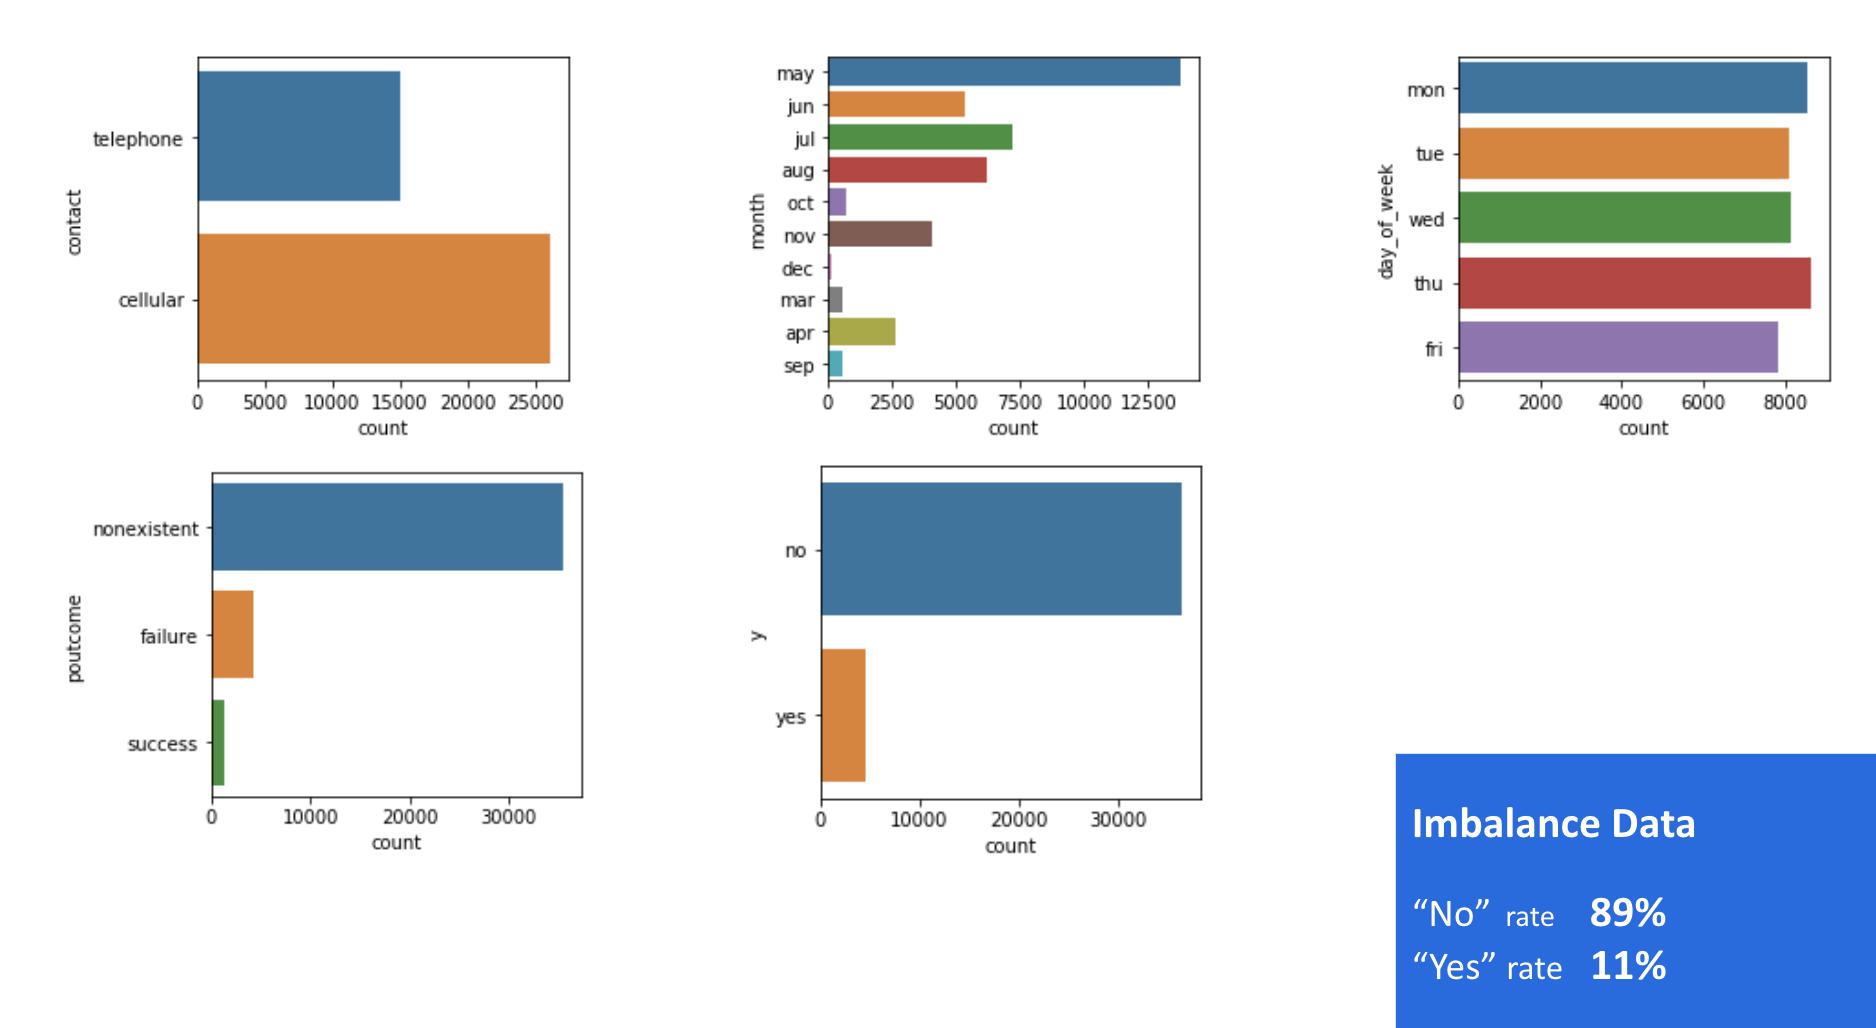 contact
telephone
cellular
0 5000 10000 15000 20000 25000
count
month
may
jun
jul
aug
oct
nov
dec
mar
apr
sep
0 2500 5000 7500 10000 12500
count
day_of_week
mon
tue
wed
thu
fri
0 2000 4000 6000 8000
count
poutcome
nonexistent
failure
success
0 10000 20000 30000
count
y
no
yes
0 10000 20000 30000
count
Imbalance Data
“No” rate 89%
“Yes” rate 11%